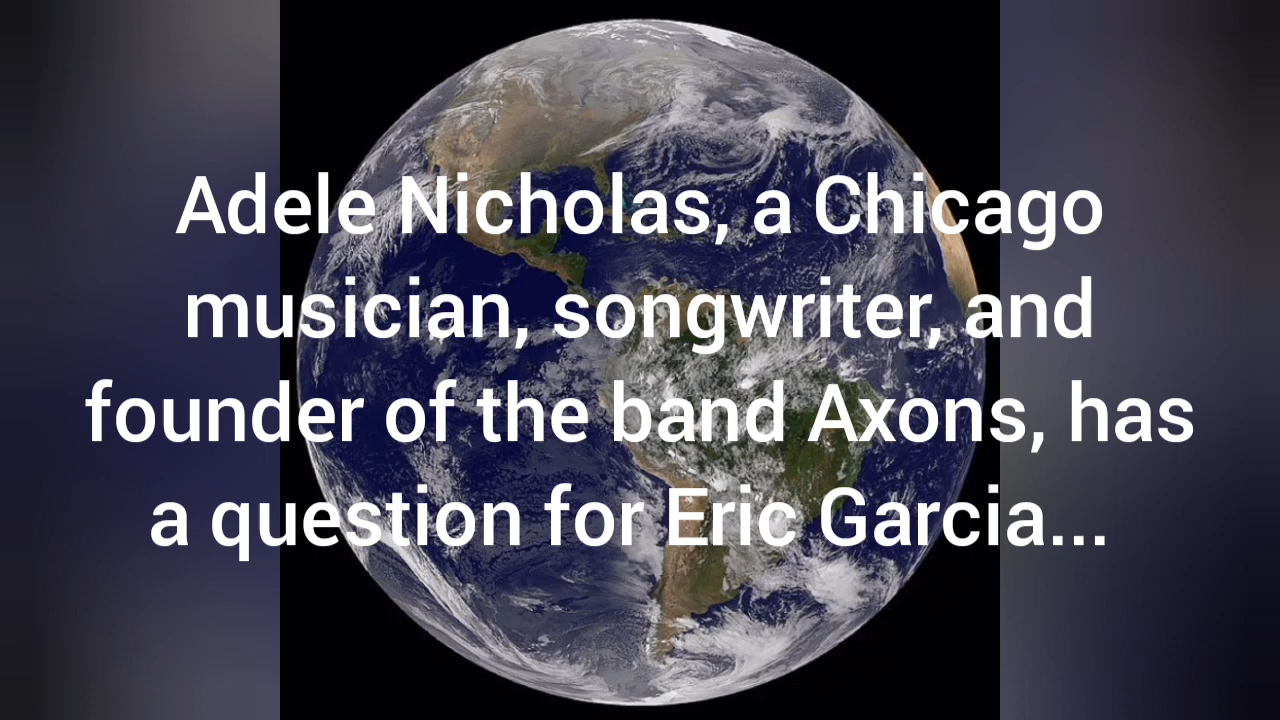 Adele Nicholas, a Chicago
musician, songwriter, and
founder of the band Axons, has
a question for Eric Garcia...